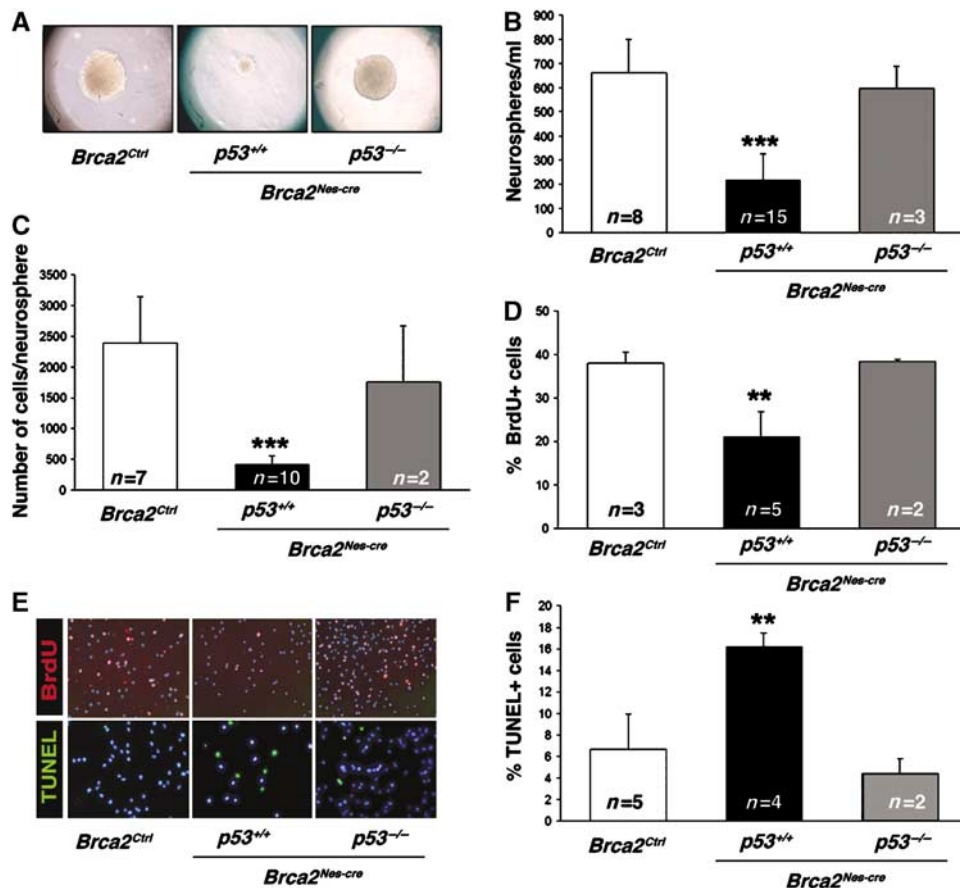 A
Brca2Ctrl
p53+/+
p53−/−
Brca2Nes-cre
B
Neurospheres/ml
900
800
700
600
500
400
300
200
100
0
***
n=8
n=15
n=3
Brca2Ctrl
p53+/+
p53−/−
Brca2Nes-cre
C
Number of cells/neurosphere
3500
3000
2500
2000
1500
1000
500
0
***
n=7
n=10
n=2
Brca2Ctrl
p53+/+
p53−/−
Brca2Nes-cre
D
% BrdU+ cells
50
40
30
20
10
0
**
n=3
n=5
n=2
Brca2Ctrl
p53+/+
p53−/−
Brca2Nes-cre
E
BrdU
TUNEL
Brca2Ctrl
p53+/+
p53−/−
Brca2Nes-cre
F
% TUNEL+ cells
20
18
16
14
12
10
8
6
4
2
0
**
n=5
n=4
n=2
Brca2Ctrl
p53+/+
p53−/−
Brca2Nes-cre